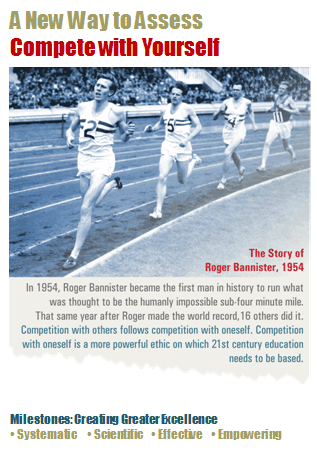 A New Way to Assess
Compete with Yourself
2
5
4
The Story of
Roger Bannister, 1954
In 1954, Roger Bannister became the first man in history to run what
was thought to be the humanly impossible sub-four minute mile.
That same year after Roger made the world record,16 others did it.
Competition with others follows competition with oneself. Competition
with oneself is a more powerful ethic on which 21st century education
needs to be based.
Milestones: Creating Greater Excellence
• Systematic • Scientific • Effective • Empowering